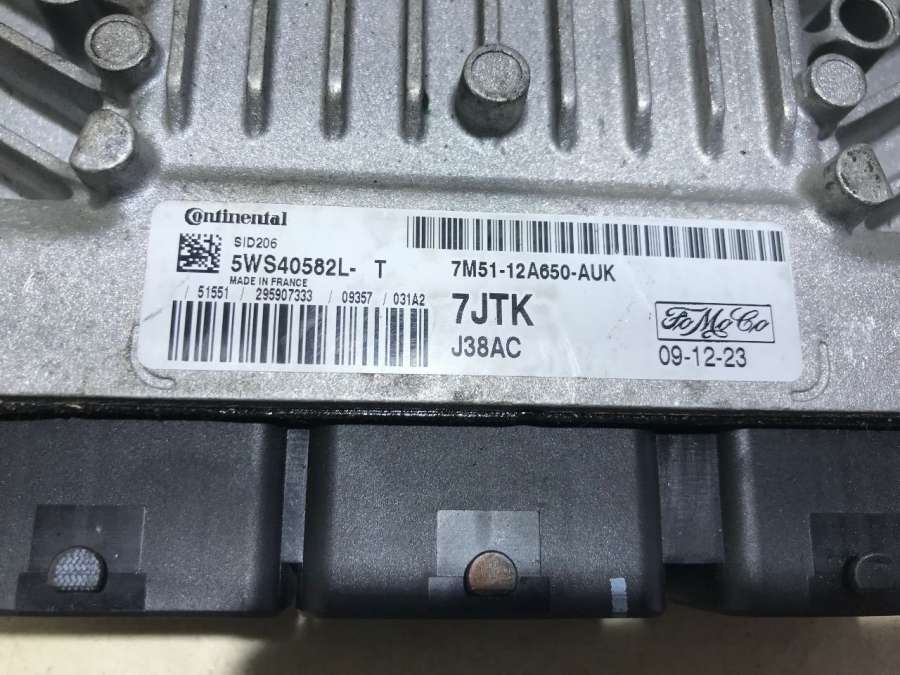 Continental
SID206
5WS40582L- T
MADE IN FRANCE
51551 / 295907333 / 09357 / 031A2
7M51-12A650-AUK
7JTK
J38AC
FoMoCo
09-12-23